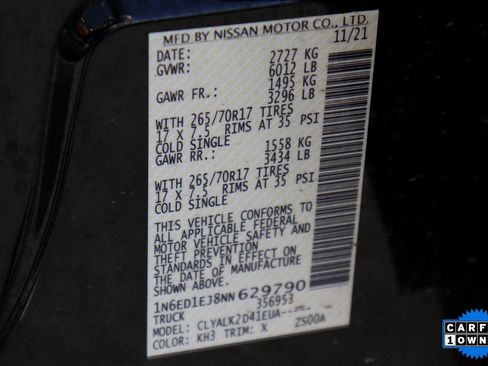 MFD BY NISSAN MOTOR CO., LTD.
DATE: 11/21
GVWR: 2727 KG
6012 LB
GAWR FR.: 1495 KG
3296 LB
WITH 265/70R17 TIRES
17 X 7.5 RIMS AT 35 PSI
COLD SINGLE
GAWR RR.: 1558 KG
3434 LB
WITH 265/70R17 TIRES
17 X 7.5 RIMS AT 35 PSI
COLD SINGLE
THIS VEHICLE CONFORMS TO
ALL APPLICABLE FEDERAL
MOTOR VEHICLE SAFETY AND
THEFT PREVENTION
STANDARDS IN EFFECT ON
THE DATE OF MANUFACTURE
SHOWN ABOVE.
1N6ED1EJ8NN629790
TRUCK 356953
MODEL: CLYALK2D41EUA-----
COLOR: KH3 TRIM: X ZS00A
CARF
1 OWN